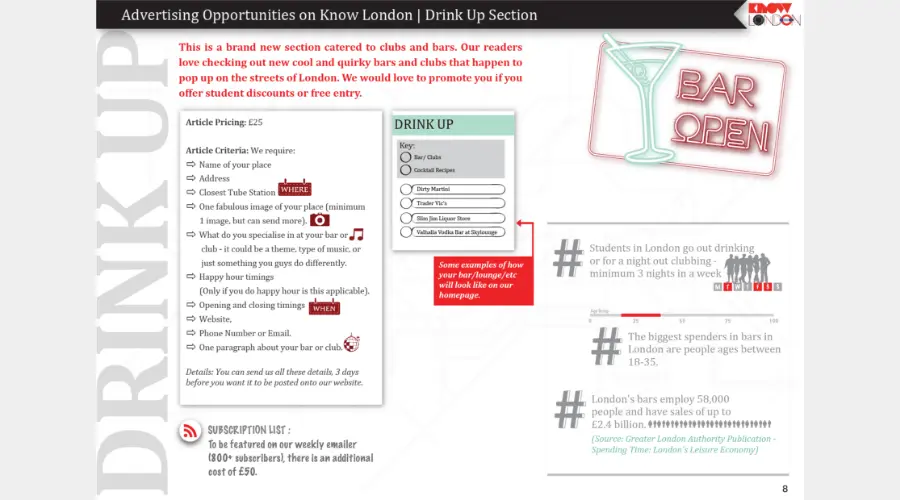 Advertising Opportunities on Know London | Drink Up Section
KNOW
LONDON
DRINK UP
This is a brand new section catered to clubs and bars. Our readers
love checking out new cool and quirky bars and clubs that happen to
pop up on the streets of London. We would love to promote you if you
offer student discounts or free entry.
Article Pricing: £25
Article Criteria: We require:
Name of your place
Address
Closest Tube Station WHERE
One fabulous image of your place (minimum
1 image, but can send more).
What do you specialise in at your bar or
club - it could be a theme, type of music, or
just something you guys do differently.
Happy hour timings
(Only if you do happy hour is this applicable).
Opening and closing timings WHEN
Website,
Phone Number or Email.
One paragraph about your bar or club.
Details: You can send us all these details, 3 days
before you want it to be posted onto our website.
SUBSCRIPTION LIST :
To be featured on our weekly emailer
(800+ subscribers), there is an additional
cost of £50.
DRINK UP
Key:
Bar/ Clubs
Cocktail Recipes
Dirty Martini
Trader Vic's
Slim Jim Liquor Store
Valhalla Vodka Bar at Skylounge
Some examples of how
your bar/lounge/etc
will look like on our
homepage.
BAR
OPEN
# Students in London go out drinking
or for a night out clubbing -
minimum 3 nights in a week
M T W T F S S
0 25 50 75 100
# The biggest spenders in bars in
London are people ages between
18-35.
# London's bars employ 58,000
people and have sales of up to
£2.4 billion.
(Source: Greater London Authority Publication -
Spending Time: London's Leisure Economy)
8